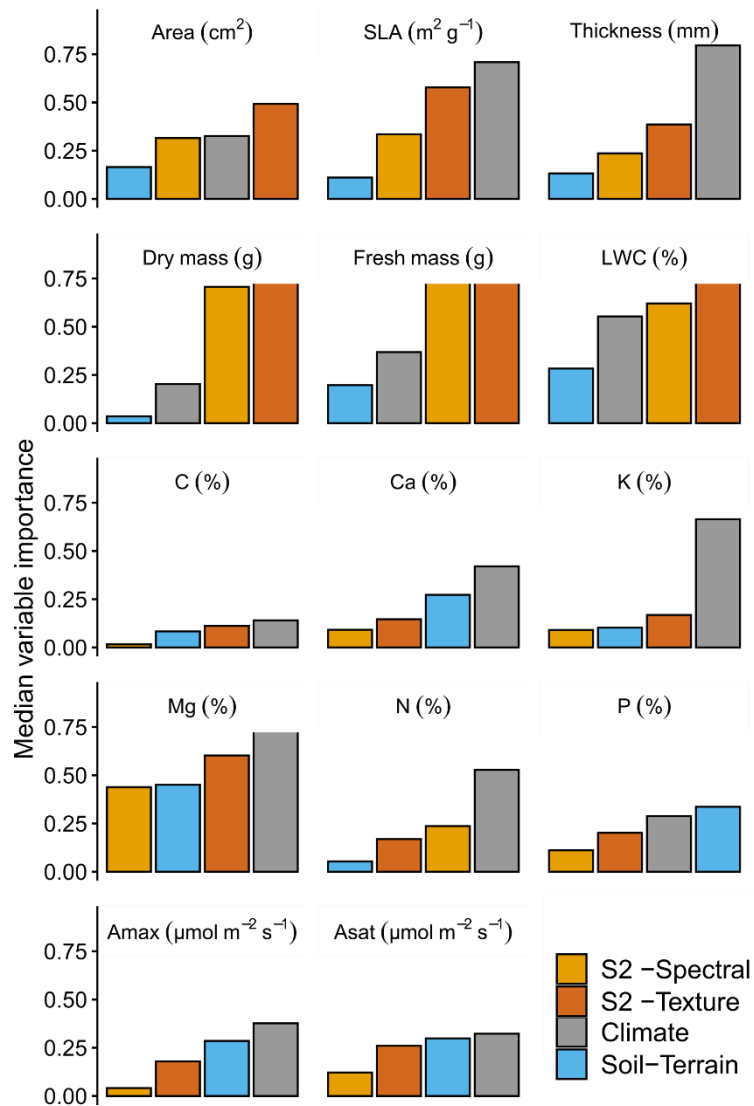 Area (cm²)
SLA (m² g⁻¹)
Thickness (mm)
0.75
0.50
0.25
0.00
Dry mass (g)
Fresh mass (g)
LWC (%)
0.75
0.50
0.25
0.00
Median variable importance
C (%)
Ca (%)
K (%)
0.75
0.50
0.25
0.00
Mg (%)
N (%)
P (%)
0.75
0.50
0.25
0.00
Amax (μmol m⁻² s⁻¹)
Asat (μmol m⁻² s⁻¹)
0.75
0.50
0.25
0.00
S2 −Spectral
S2 −Texture
Climate
Soil−Terrain